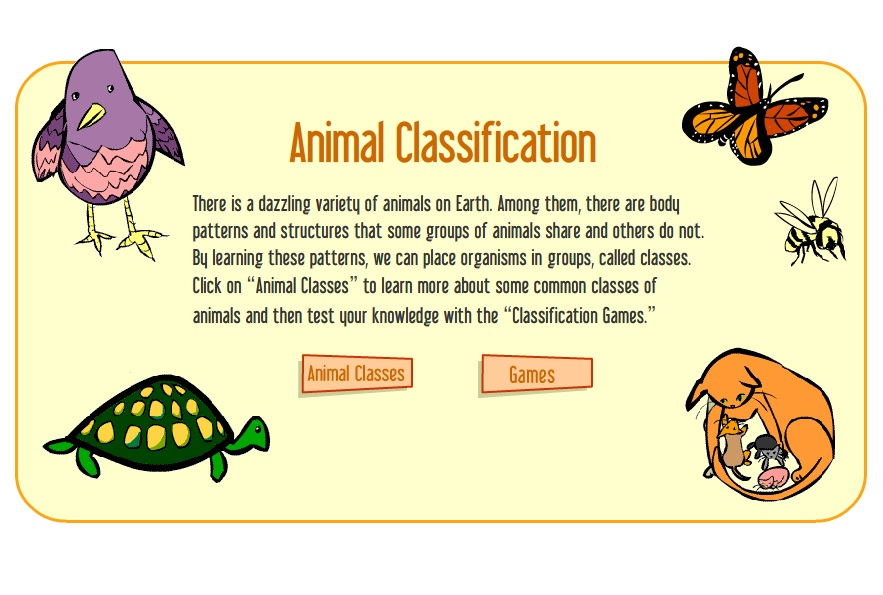 Animal Classification
There is a dazzling variety of animals on Earth. Among them, there are body
patterns and structures that some groups of animals share and others do not.
By learning these patterns, we can place organisms in groups, called classes.
Click on “Animal Classes” to learn more about some common classes of
animals and then test your knowledge with the “Classification Games.”
Animal Classes
Games